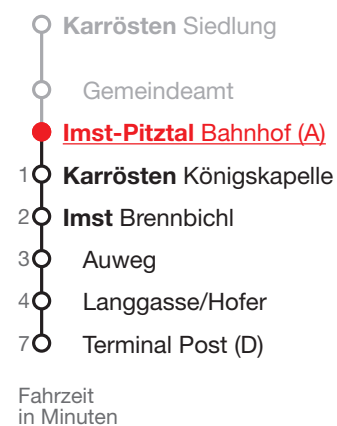 Karrösten Siedlung
Gemeindeamt
Imst-Pitztal Bahnhof (A)
1 Karrösten Königskapelle
2 Imst Brennbichl
3 Auweg
4 Langgasse/Hofer
7 Terminal Post (D)
Fahrzeit
in Minuten